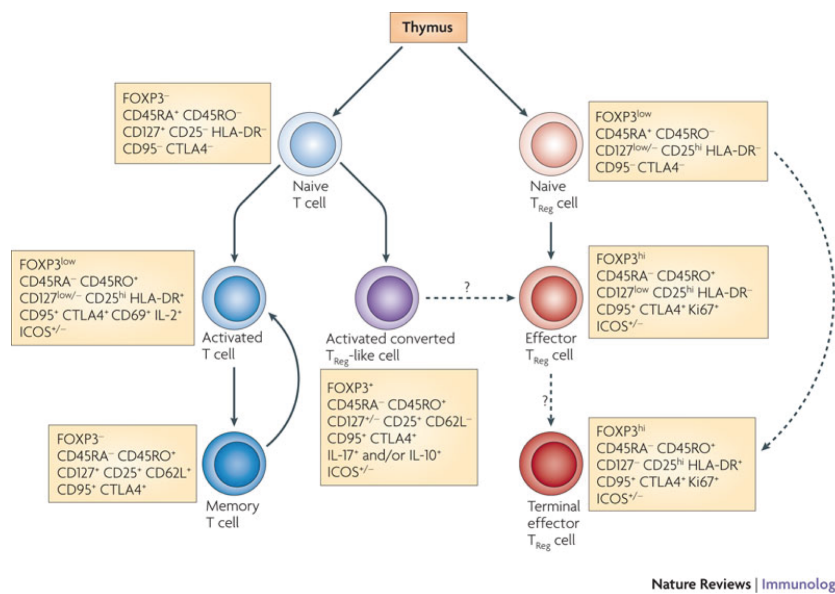 Thymus
FOXP3⁻
CD45RA⁺ CD45RO⁻
CD127⁺ CD25⁻ HLA-DR⁻
CD95⁻ CTLA4⁻
Naive
T cell
Naive
T_Reg cell
FOXP3ˡᵒʷ
CD45RA⁺ CD45RO⁻
CD127ˡᵒʷ/⁻ CD25ʰⁱ HLA-DR⁻
CD95⁻ CTLA4⁻
FOXP3ˡᵒʷ
CD45RA⁻ CD45RO⁺
CD127ˡᵒʷ/⁻ CD25ʰⁱ HLA-DR⁺
CD95⁺ CTLA4⁺ CD69⁺ IL-2⁺
ICOS⁺/⁻
Activated
T cell
Activated converted
T_Reg-like cell
?
Effector
T_Reg cell
FOXP3ʰⁱ
CD45RA⁻ CD45RO⁺
CD127ˡᵒʷ CD25ʰⁱ HLA-DR⁻
CD95⁺ CTLA4⁺ Ki67⁺
ICOS⁺/⁻
FOXP3⁺
CD45RA⁻ CD45RO⁺
CD127⁺/⁻ CD25⁺ CD62L⁻
CD95⁺ CTLA4⁺
IL-17⁺ and/or IL-10⁺
ICOS⁺/⁻
?
FOXP3⁻
CD45RA⁻ CD45RO⁺
CD127⁺ CD25⁺ CD62L⁺
CD95⁺ CTLA4⁺
Memory
T cell
Terminal
effector
T_Reg cell
FOXP3ʰⁱ
CD45RA⁻ CD45RO⁺
CD127⁻ CD25ʰⁱ HLA-DR⁺
CD95⁺ CTLA4⁺ Ki67⁺
ICOS⁺/⁻
Nature Reviews | Immunolog